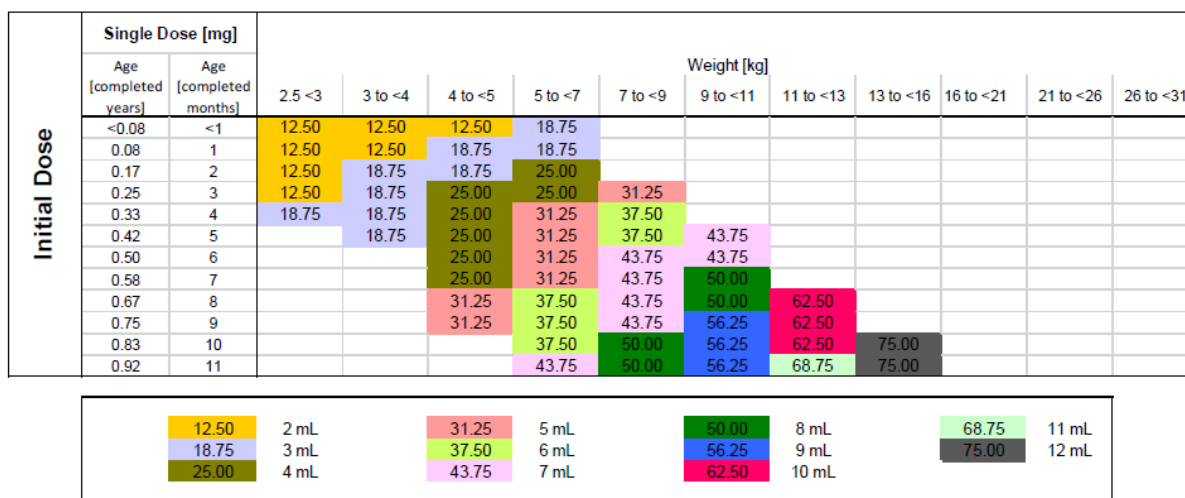 Single Dose [mg]
Weight [kg]
Age [completed years] Age [completed months] 2.5 <3 3 to <4 4 to <5 5 to <7 7 to <9 9 to <11 11 to <13 13 to <16 16 to <21 21 to <26 26 to <31
Initial Dose
<0.08 <1 12.50 12.50 12.50 18.75
0.08 1 12.50 12.50 18.75 18.75
0.17 2 12.50 18.75 18.75 25.00
0.25 3 12.50 18.75 25.00 25.00 31.25
0.33 4 18.75 18.75 25.00 31.25 37.50
0.42 5 18.75 25.00 31.25 37.50 43.75
0.50 6 25.00 31.25 43.75 43.75
0.58 7 25.00 31.25 43.75 50.00
0.67 8 31.25 37.50 43.75 50.00 62.50
0.75 9 31.25 37.50 43.75 56.25 62.50
0.83 10 37.50 50.00 56.25 62.50 75.00
0.92 11 43.75 50.00 56.25 68.75 75.00
12.50 2 mL 31.25 5 mL 50.00 8 mL 68.75 11 mL
18.75 3 mL 37.50 6 mL 56.25 9 mL 75.00 12 mL
25.00 4 mL 43.75 7 mL 62.50 10 mL